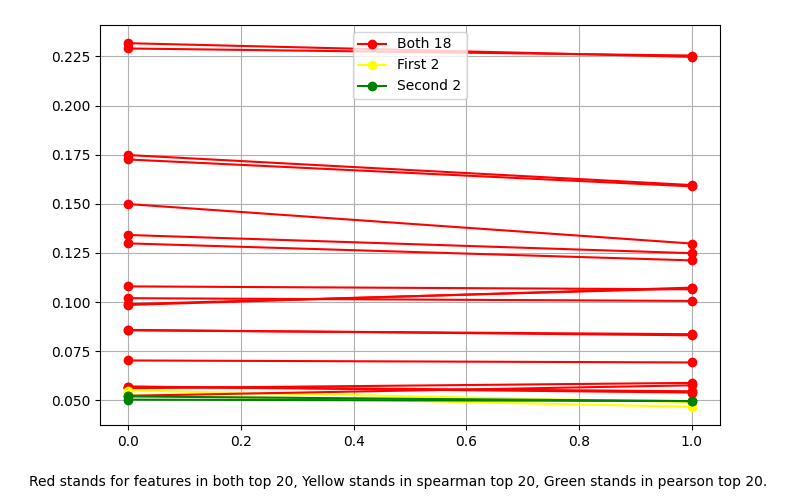 Both 18
First 2
Second 2
0.225
0.200
0.175
0.150
0.125
0.100
0.075
0.050
0.0 0.2 0.4 0.6 0.8 1.0
Red stands for features in both top 20, Yellow stands in spearman top 20, Green stands in pearson top 20.